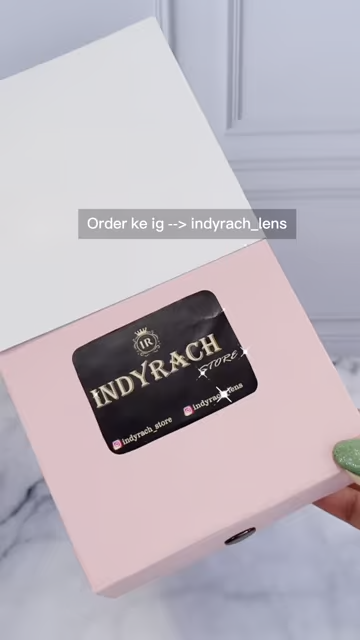 Order ke ig --> indyrach_lens
IR
INDYRACH
STORE
indyrach_store
indyrach_lens